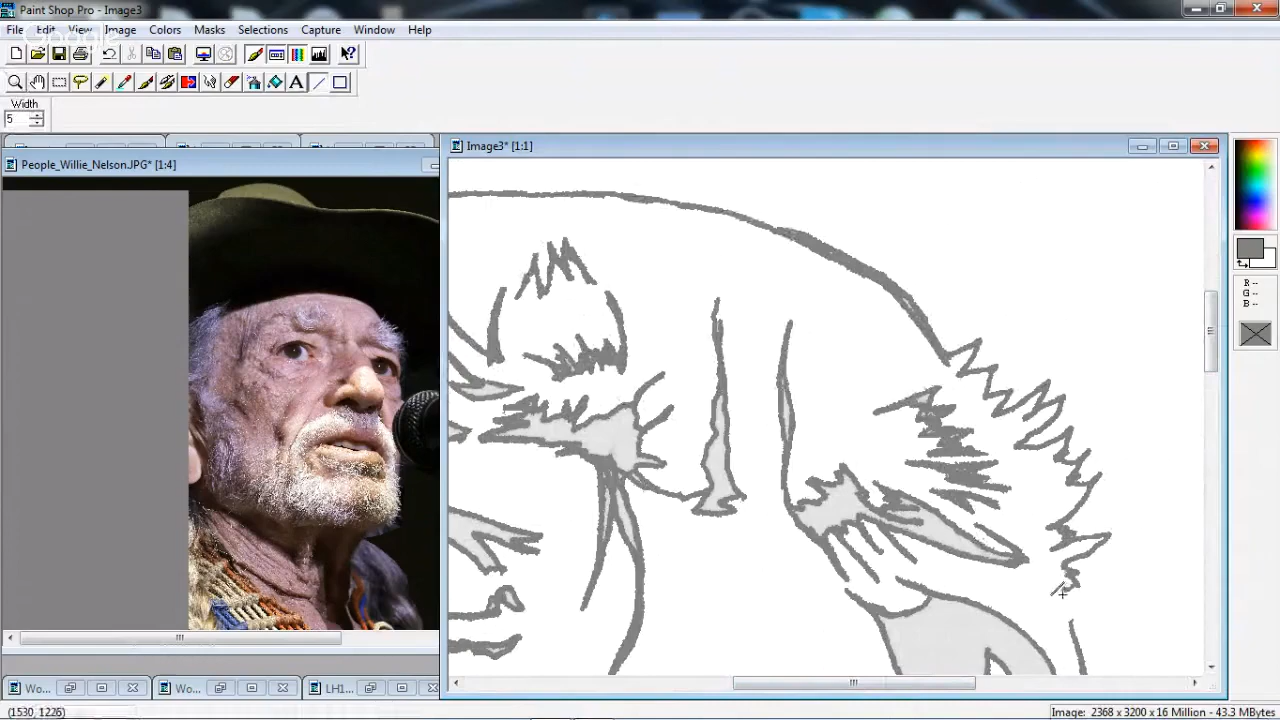 Paint Shop Pro - Image3
File Edit View Image Colors Masks Selections Capture Window Help
Width
5
People_Willie_Nelson.JPG* [1:4]
Image3* [1:1]
R --
G --
B --
Wo...
Wo...
LH1...
(1530, 1226)
Image: 2368 x 3200 x 16 Million - 43.3 MBytes